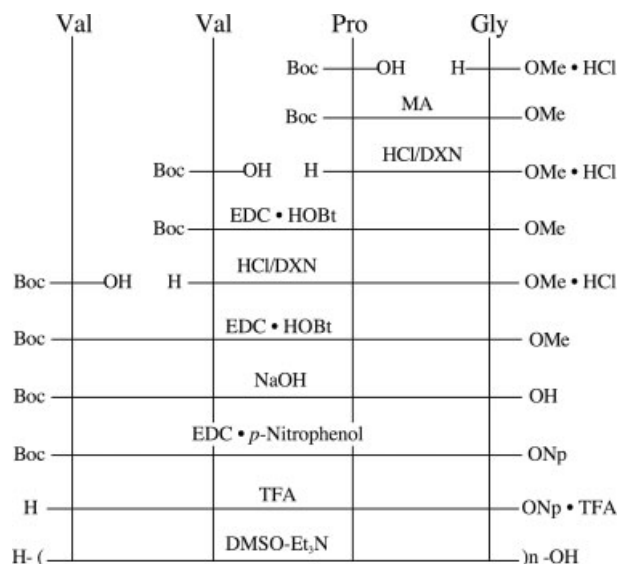 Val Val Pro Gly
Boc OH H OMe • HCl
MA
Boc OMe
HCl/DXN
Boc OH H OMe • HCl
EDC • HOBt
Boc OMe
HCl/DXN
Boc OH H OMe • HCl
EDC • HOBt
Boc OMe
NaOH
Boc OH
EDC • p-Nitrophenol
Boc ONp
TFA
H ONp • TFA
DMSO-Et₃N
H- ( )n -OH